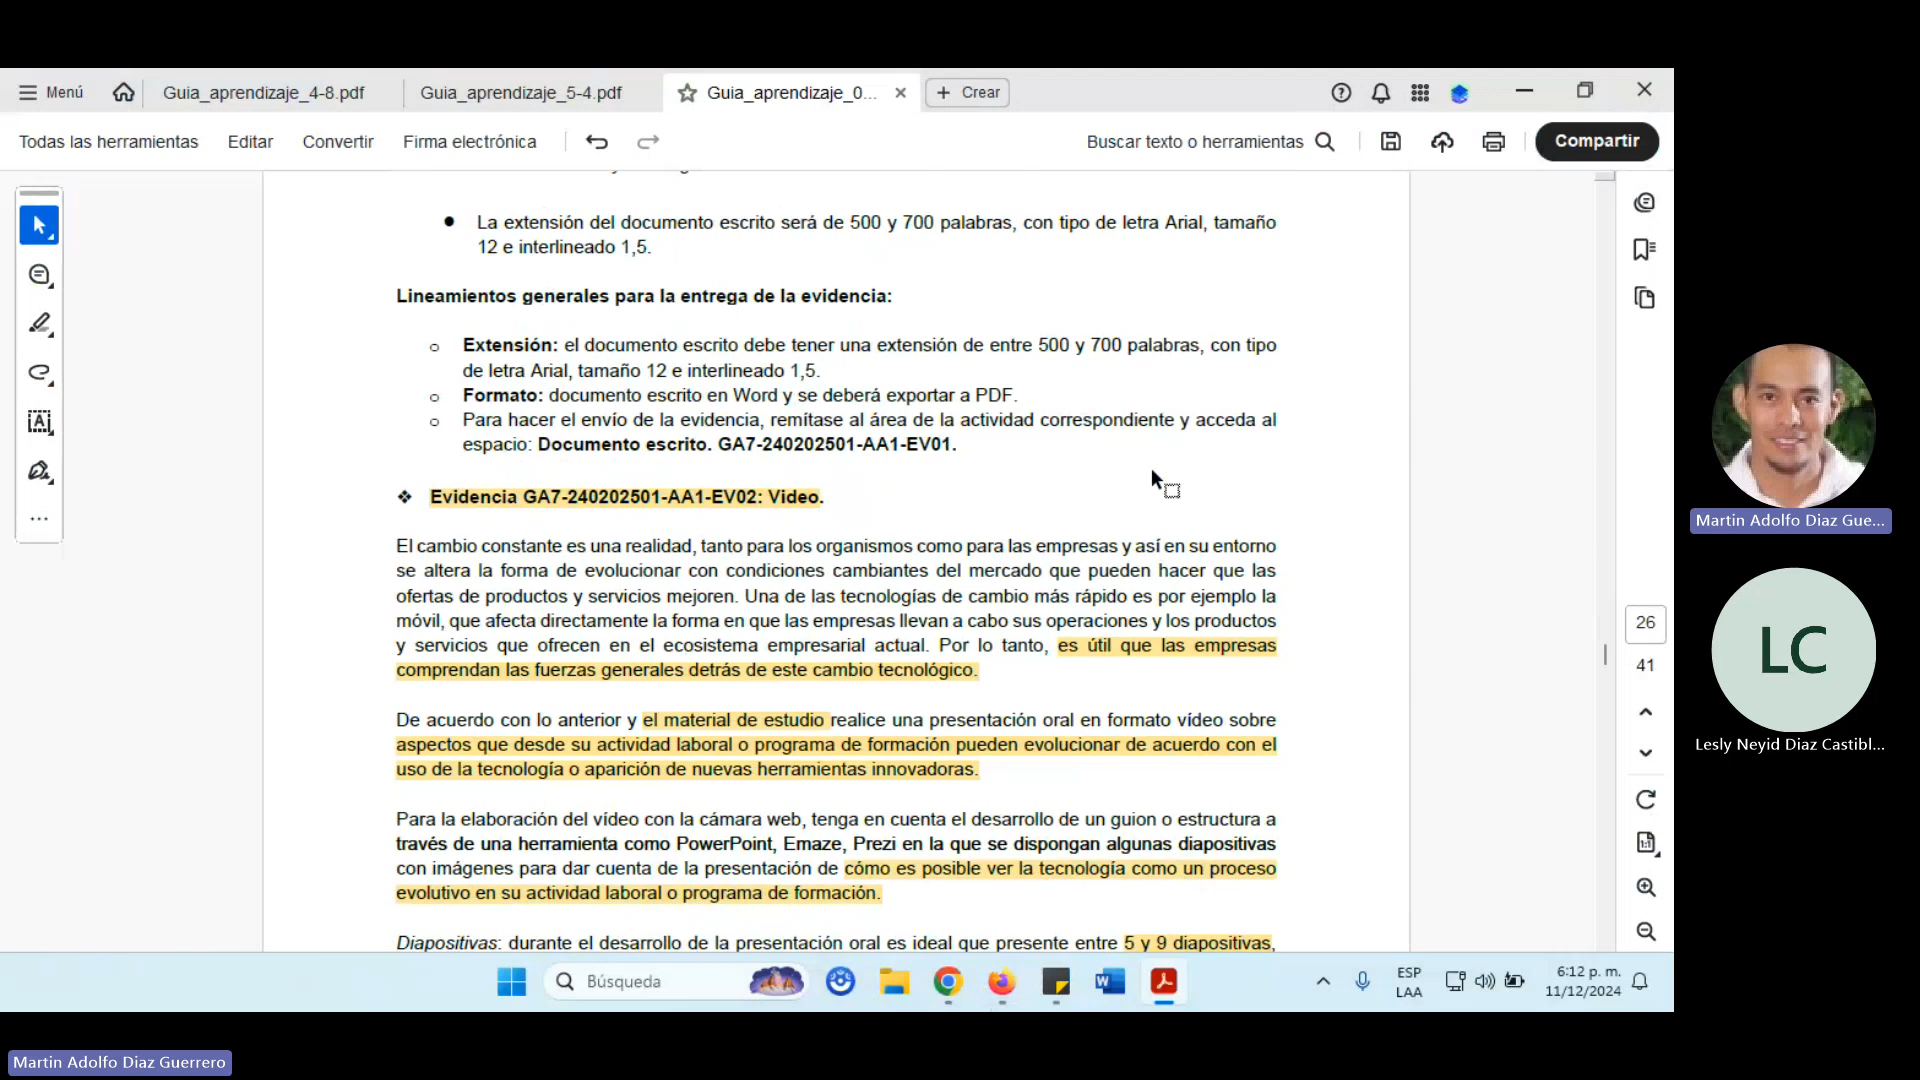 Menú
Guia_aprendizaje_4-8.pdf
Guia_aprendizaje_5-4.pdf
Guia_aprendizaje_0...
Crear
Todas las herramientas
Editar
Convertir
Firma electrónica
Buscar texto o herramientas
Compartir
La extensión del documento escrito será de 500 y 700 palabras, con tipo de letra Arial, tamaño
12 e interlineado 1,5.
Lineamientos generales para la entrega de la evidencia:
Extensión: el documento escrito debe tener una extensión de entre 500 y 700 palabras, con tipo
de letra Arial, tamaño 12 e interlineado 1,5.
Formato: documento escrito en Word y se deberá exportar a PDF.
Para hacer el envío de la evidencia, remítase al área de la actividad correspondiente y acceda al
espacio: Documento escrito. GA7-240202501-AA1-EV01.
Evidencia GA7-240202501-AA1-EV02: Video.
El cambio constante es una realidad, tanto para los organismos como para las empresas y así en su entorno
se altera la forma de evolucionar con condiciones cambiantes del mercado que pueden hacer que las
ofertas de productos y servicios mejoren. Una de las tecnologías de cambio más rápido es por ejemplo la
móvil, que afecta directamente la forma en que las empresas llevan a cabo sus operaciones y los productos
y servicios que ofrecen en el ecosistema empresarial actual. Por lo tanto, es útil que las empresas
comprendan las fuerzas generales detrás de este cambio tecnológico.
De acuerdo con lo anterior y el material de estudio realice una presentación oral en formato vídeo sobre
aspectos que desde su actividad laboral o programa de formación pueden evolucionar de acuerdo con el
uso de la tecnología o aparición de nuevas herramientas innovadoras.
Para la elaboración del vídeo con la cámara web, tenga en cuenta el desarrollo de un guion o estructura a
través de una herramienta como PowerPoint, Emaze, Prezi en la que se dispongan algunas diapositivas
con imágenes para dar cuenta de la presentación de cómo es posible ver la tecnología como un proceso
evolutivo en su actividad laboral o programa de formación.
Diapositivas: durante el desarrollo de la presentación oral es ideal que presente entre 5 y 9 diapositivas,
26
41
Búsqueda
ESP
LAA
6:12 p. m.
11/12/2024
Martin Adolfo Diaz Gue...
LC
Lesly Neyid Diaz Castibl...
Martin Adolfo Diaz Guerrero